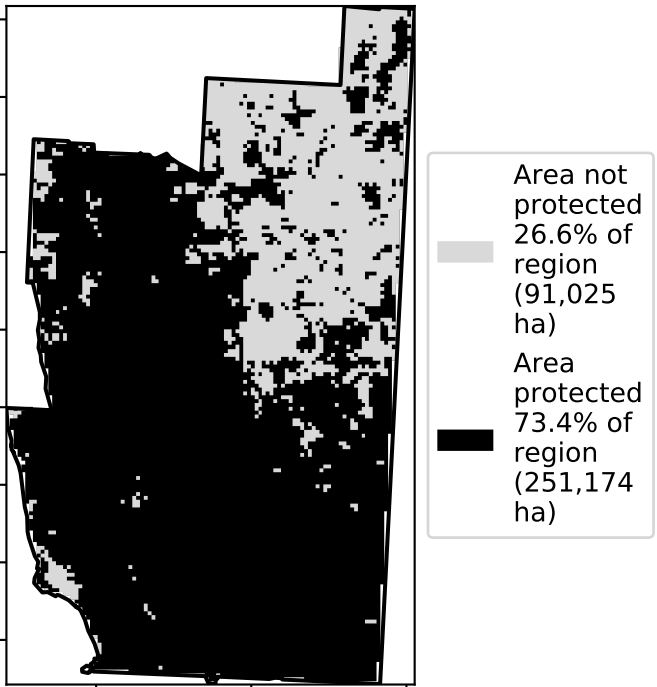 Area not
protected
26.6% of
region
(91,025
ha)
Area
protected
73.4% of
region
(251,174
ha)